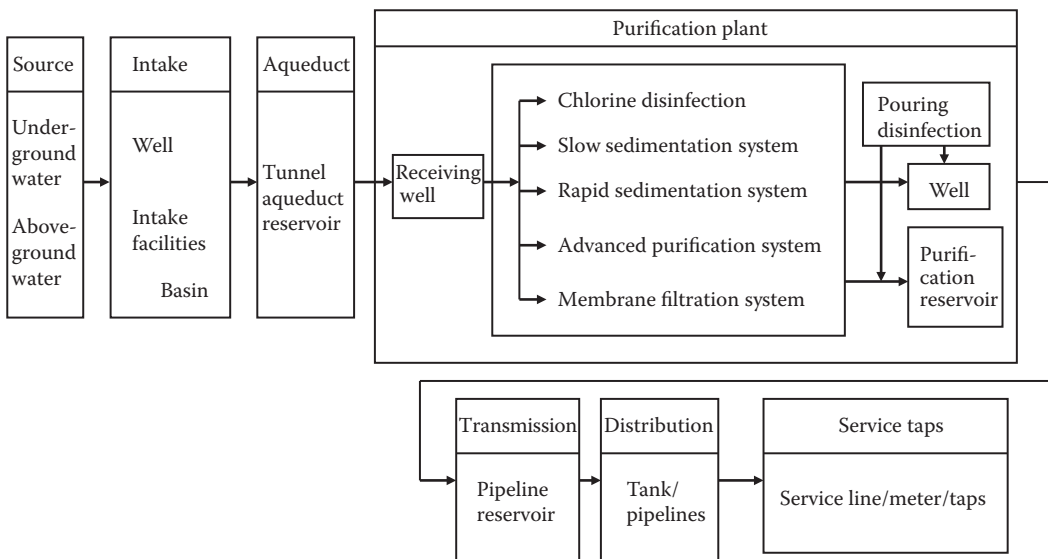 Source
Under-
ground
water
Above-
ground
water
Intake
Well
Intake
facilities
Basin
Aqueduct
Tunnel
aqueduct
reservoir
Purification plant
Receiving
well
Chlorine disinfection
Slow sedimentation system
Rapid sedimentation system
Advanced purification system
Membrane filtration system
Pouring
disinfection
Well
Purifi-
cation
reservoir
Transmission
Pipeline
reservoir
Distribution
Tank/
pipelines
Service taps
Service line/meter/taps